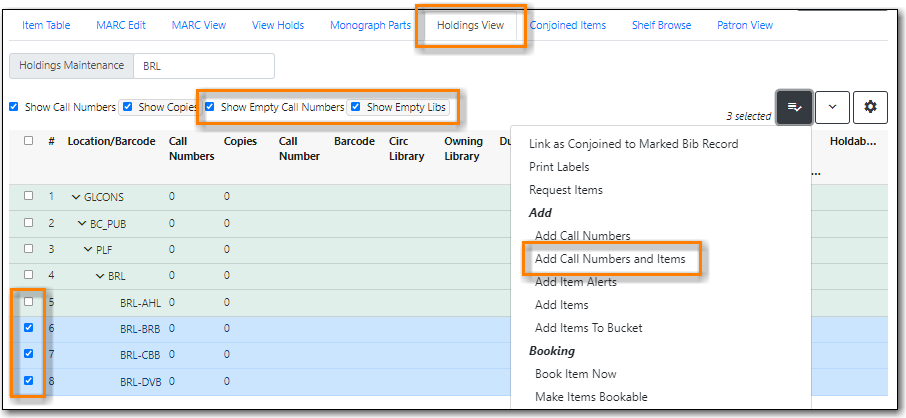 Item Table MARC Edit MARC View View Holds Monograph Parts Holdings View Conjoined Items Shelf Browse Patron View
Holdings Maintenance BRL
Show Call Numbers Show Copies Show Empty Call Numbers Show Empty Libs
3 selected
# Location/Barcode Call Numbers Copies Call Number Barcode Circ Library Owning Library Du Holdab...
...
1 GLCONS 0 0
2 BC_PUB 0 0
3 PLF 0 0
4 BRL 0 0
5 BRL-AHL 0 0
6 BRL-BRB 0 0
7 BRL-CBB 0 0
8 BRL-DVB 0 0
Link as Conjoined to Marked Bib Record
Print Labels
Request Items
Add
Add Call Numbers
Add Call Numbers and Items
Add Item Alerts
Add Items
Add Items To Bucket
Booking
Book Item Now
Make Items Bookable